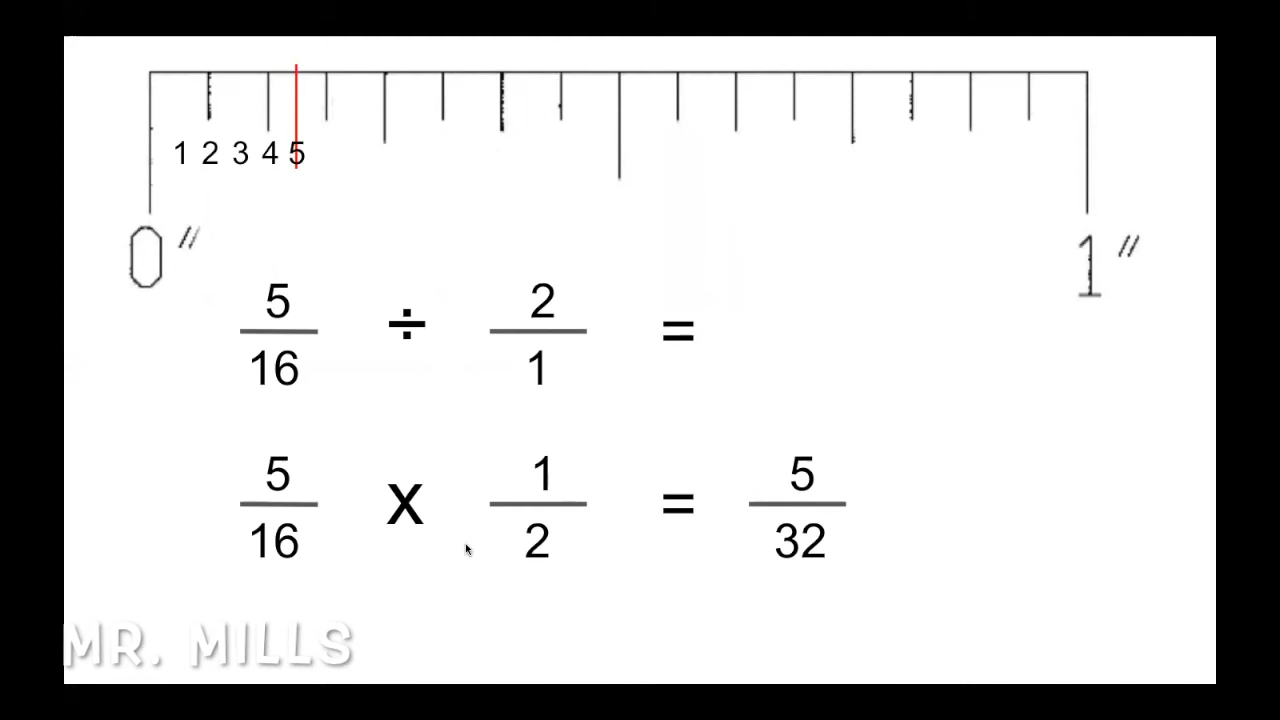 1 2 3 4 5
0" 1"
5/16 ÷ 2/1 =
5/16 x 1/2 = 5/32
MR. MILLS